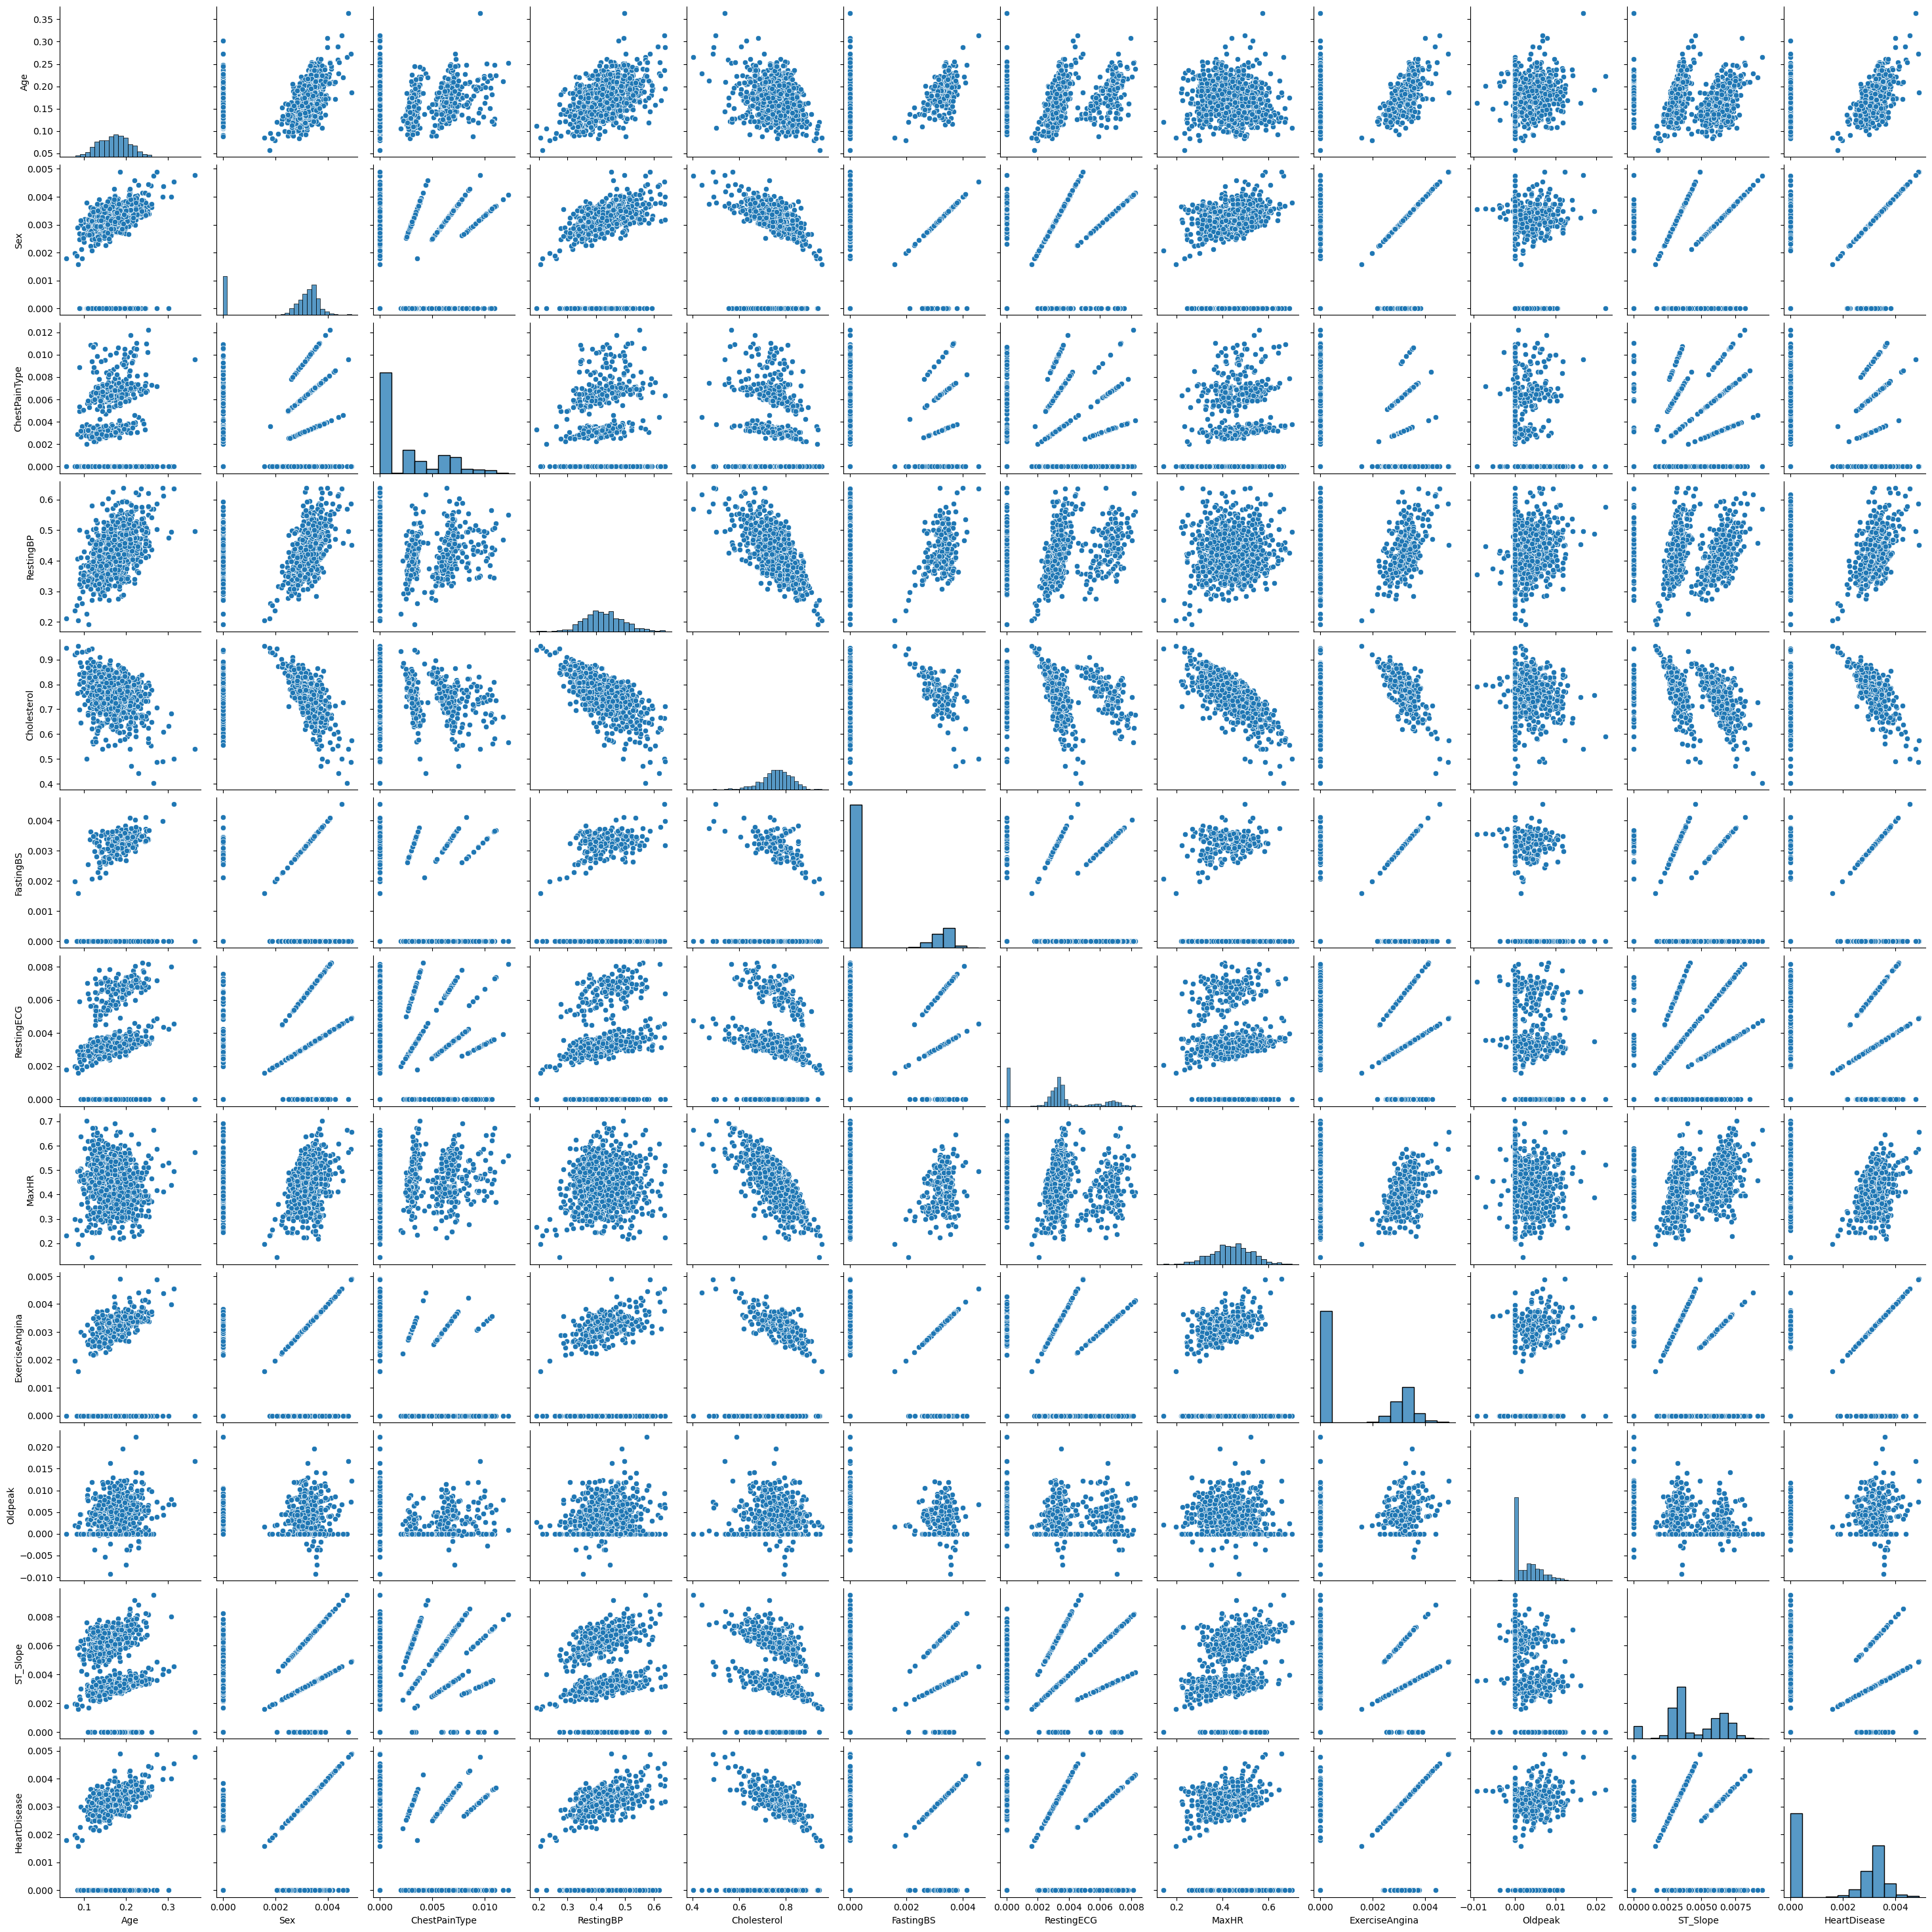 Age
0.35
0.30
0.25
0.20
0.15
0.10
0.05
Sex
0.005
0.004
0.003
0.002
0.001
0.000
ChestPainType
0.012
0.010
0.008
0.006
0.004
0.002
0.000
RestingBP
0.6
0.5
0.4
0.3
0.2
Cholesterol
0.9
0.8
0.7
0.6
0.5
0.4
FastingBS
0.004
0.003
0.002
0.001
0.000
RestingECG
0.008
0.006
0.004
0.002
0.000
MaxHR
0.7
0.6
0.5
0.4
0.3
0.2
ExerciseAngina
0.005
0.004
0.003
0.002
0.001
0.000
Oldpeak
0.020
0.015
0.010
0.005
0.000
−0.005
−0.010
ST_Slope
0.008
0.006
0.004
0.002
0.000
HeartDisease
0.005
0.004
0.003
0.002
0.001
0.000
0.1 0.2 0.3
0.000 0.002 0.004
0.000 0.005 0.010
0.2 0.3 0.4 0.5 0.6
0.4 0.6 0.8
0.000 0.002 0.004
0.000 0.002 0.004 0.006 0.008
0.2 0.4 0.6
0.000 0.002 0.004
−0.01 0.00 0.01 0.02
0.0000 0.0025 0.0050 0.0075
0.000 0.002 0.004
Age Sex ChestPainType RestingBP Cholesterol FastingBS RestingECG MaxHR ExerciseAngina Oldpeak ST_Slope HeartDisease